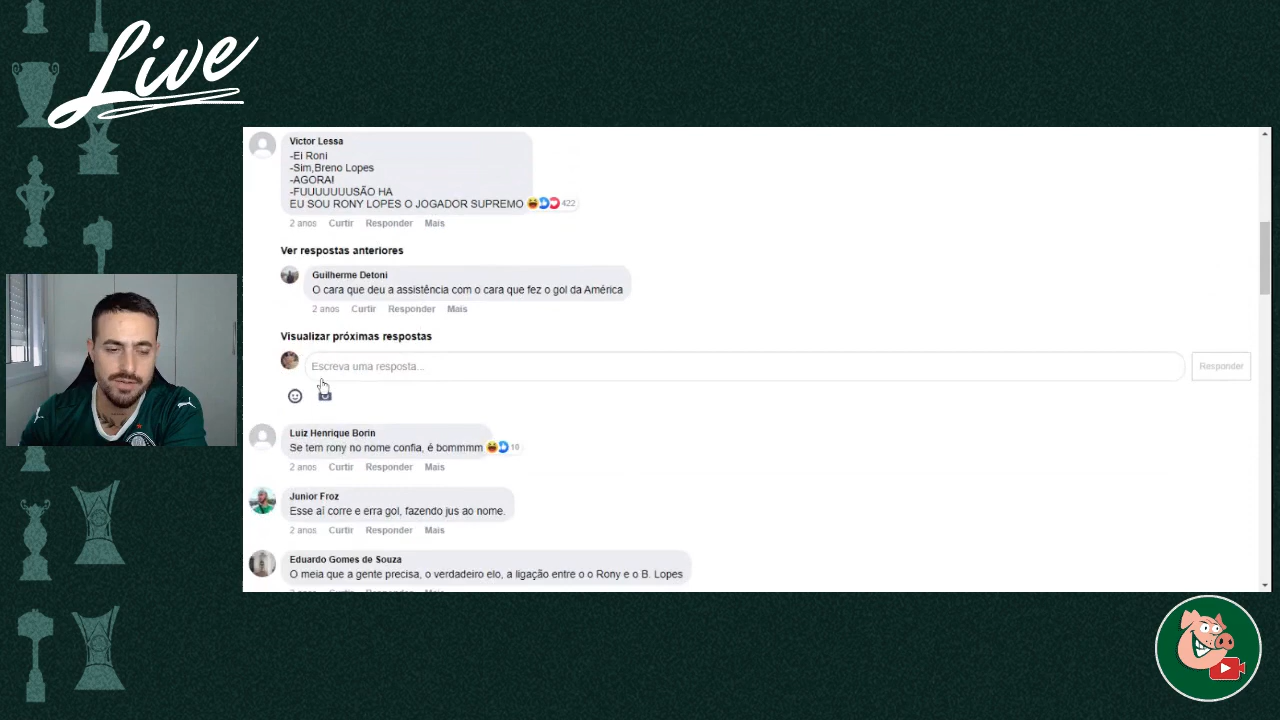 Live
Victor Lessa
-EI Roni
-Sim,Breno Lopes
-AGORA!
-FUUUUUUUSÃO HA
EU SOU RONY LOPES O JOGADOR SUPREMO 422
2 anos Curtir Responder Mais
Ver respostas anteriores
Guilherme Detoni
O cara que deu a assistência com o cara que fez o gol da América
2 anos Curtir Responder Mais
Visualizar próximas respostas
Escreva uma resposta... Responder
Luiz Henrique Borin
Se tem rony no nome confia, é bommmm 10
2 anos Curtir Responder Mais
Junior Froz
Esse aí corre e erra gol, fazendo jus ao nome.
2 anos Curtir Responder Mais
Eduardo Gomes de Souza
O meia que a gente precisa, o verdadeiro elo, a ligação entre o o Rony e o B. Lopes